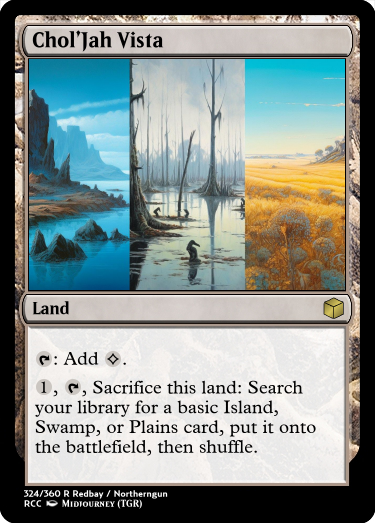 Chol'Jah Vista
Land
: Add .
1, , Sacrifice this land: Search
your library for a basic Island,
Swamp, or Plains card, put it onto
the battlefield, then shuffle.
324/360 R Redbay / Northerngun
RCC Midjourney (TGR)